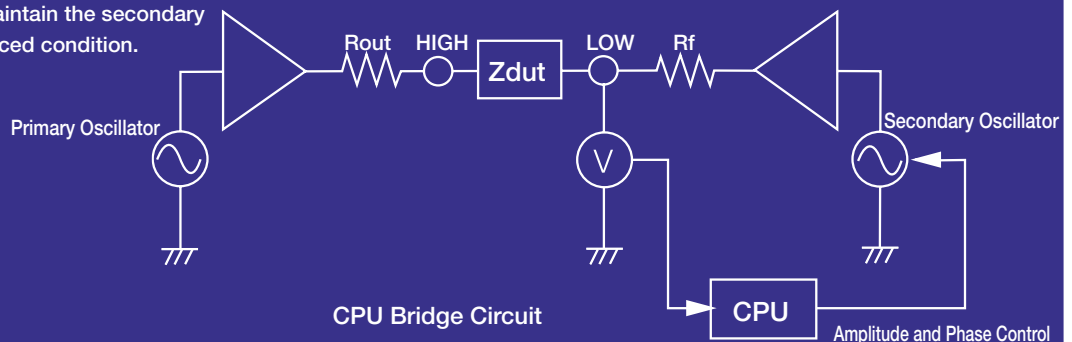 aintain the secondary
ced condition.
Rout
HIGH
Zdut
LOW
Rf
Primary Oscillator
Secondary Oscillator
V
CPU
CPU Bridge Circuit
Amplitude and Phase Control